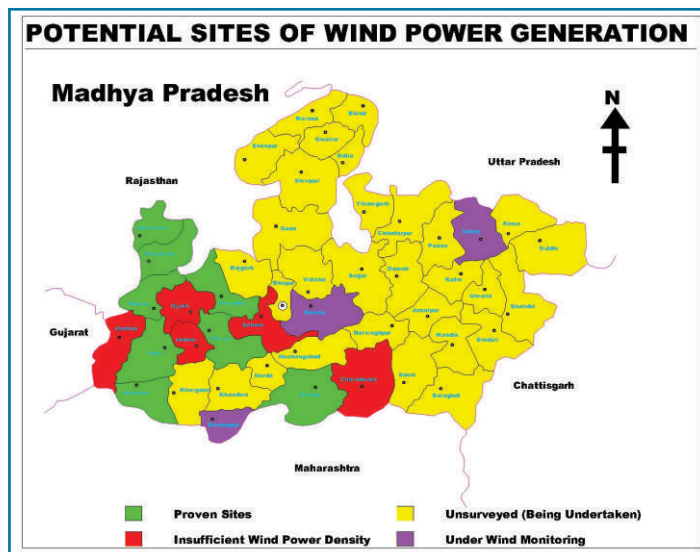 POTENTIAL SITES OF WIND POWER GENERATION
Madhya Pradesh
N
Uttar Pradesh
Rajasthan
Gujarat
Chattisgarh
Maharashtra
Morena
Bhind
Gwalior
Datia
Sheopur
Shivpuri
Tikamgarh
Chhattarpur
Panna
Satna
Rewa
Siddhi
Guna
Rajgarh
Bhopal
Vidisha
Sagar
Damoh
Katni
Umaria
Shahdol
Ujjain
Sehore
Raisen
Jabalpur
Narsinghpur
Mandla
Dindori
Jhabua
Indore
Hoshangabad
Harda
Chhindwara
Seoni
Balaghat
Khargone
Khandwa
Proven Sites
Unsurveyed (Being Undertaken)
Insufficient Wind Power Density
Under Wind Monitoring